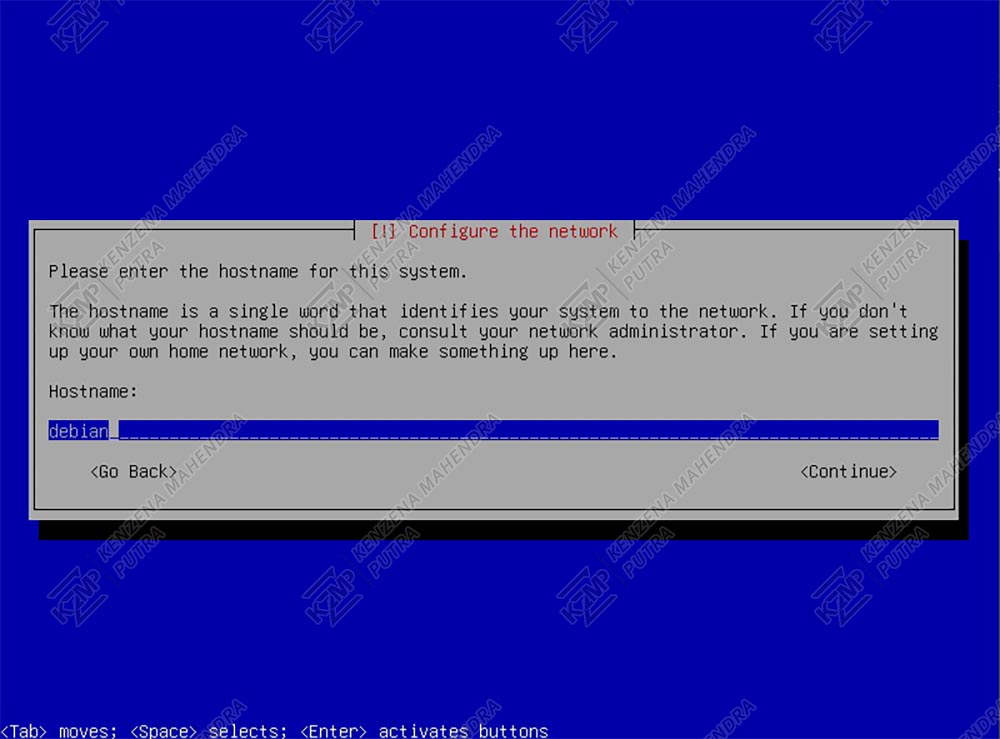 [!] Configure the network
Please enter the hostname for this system.
The hostname is a single word that identifies your system to the network. If you don't
know what your hostname should be, consult your network administrator. If you are setting
up your own home network, you can make something up here.
Hostname:
debian
<Go Back> <Continue>
<Tab> moves; <Space> selects; <Enter> activates buttons
KZMP
KENZENA MAHENDRA
PUTRA